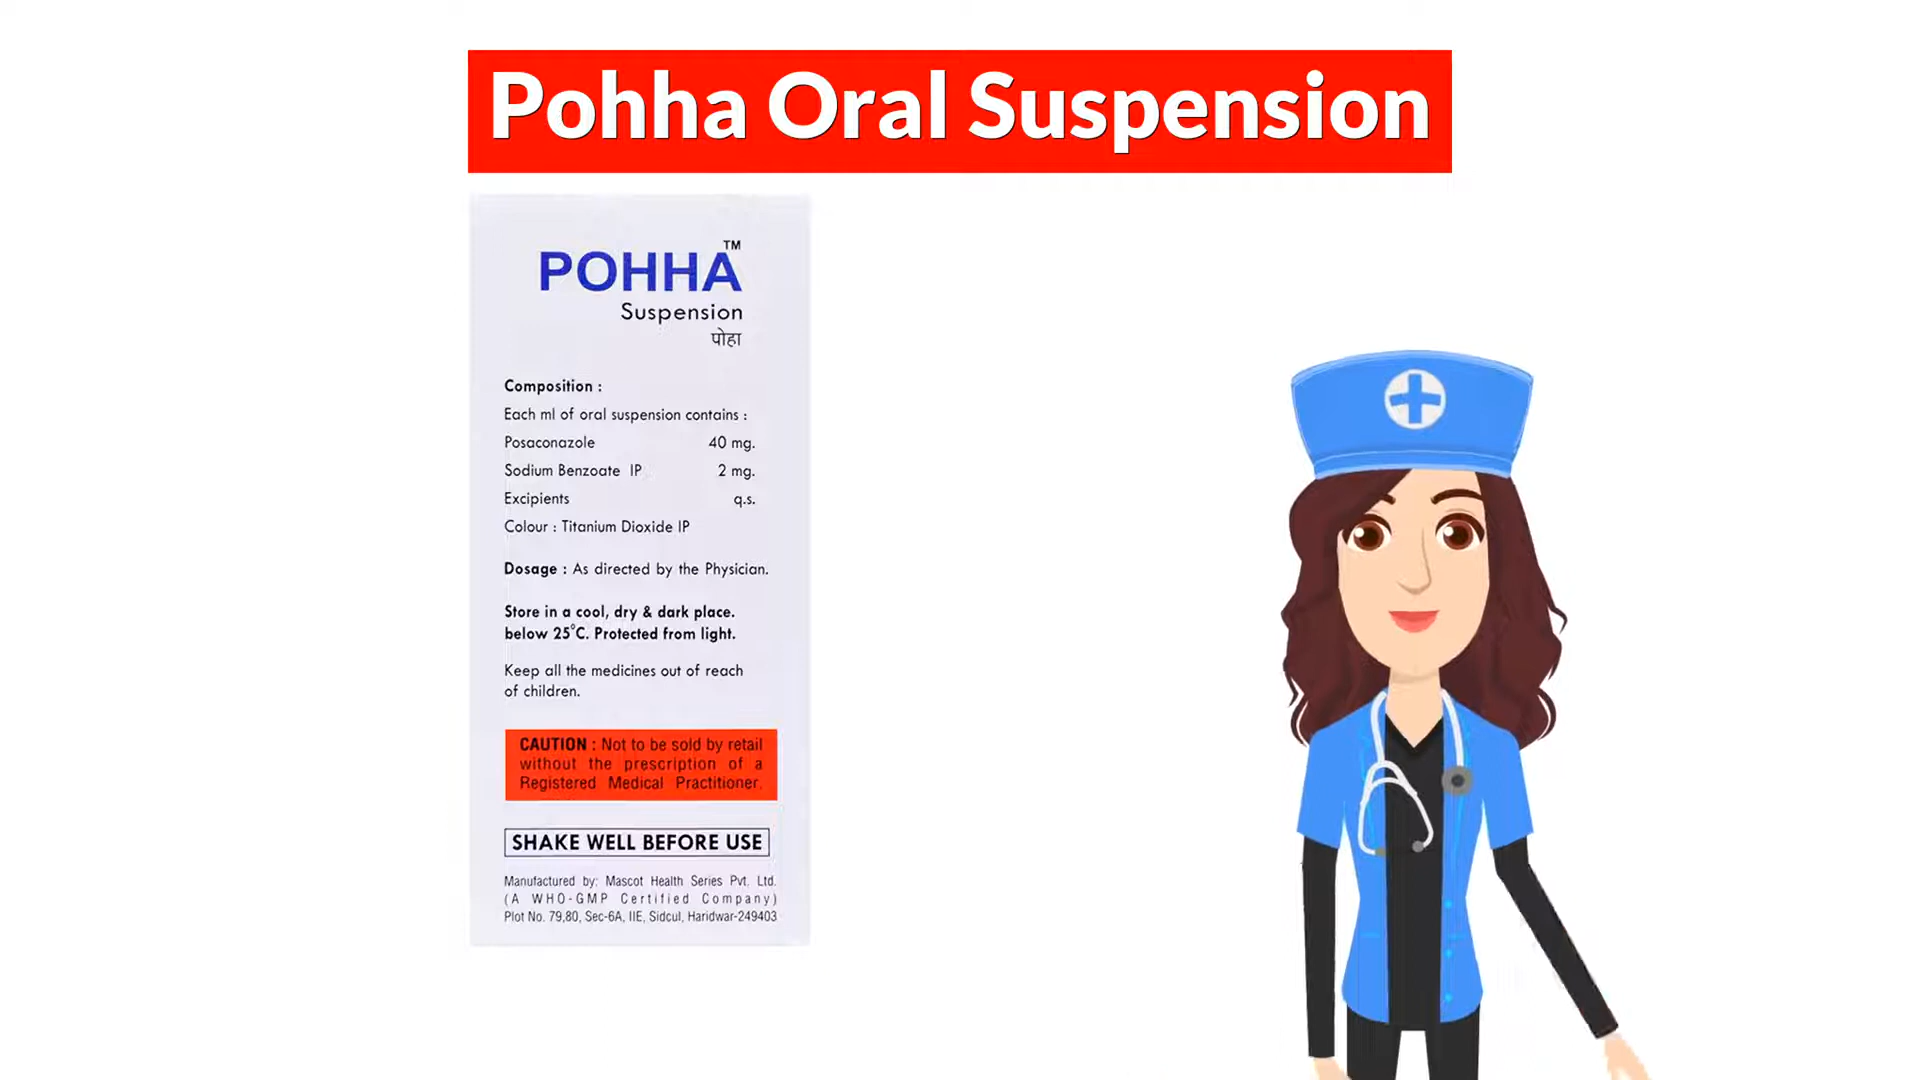 Pohha Oral Suspension
POHHA™
Suspension
पोहा
Composition :
Each ml of oral suspension contains :
Posaconazole 40 mg.
Sodium Benzoate IP 2 mg.
Excipients q.s.
Colour : Titanium Dioxide IP
Dosage : As directed by the Physician.
Store in a cool, dry & dark place.
below 25°C. Protected from light.
Keep all the medicines out of reach
of children.
CAUTION : Not to be sold by retail
without the prescription of a
Registered Medical Practitioner.
SHAKE WELL BEFORE USE
Manufactured by: Mascot Health Series Pvt. Ltd.
(A WHO-GMP Certified Company)
Plot No. 79,80, Sec-6A, IIE, Sidcul, Haridwar-249403